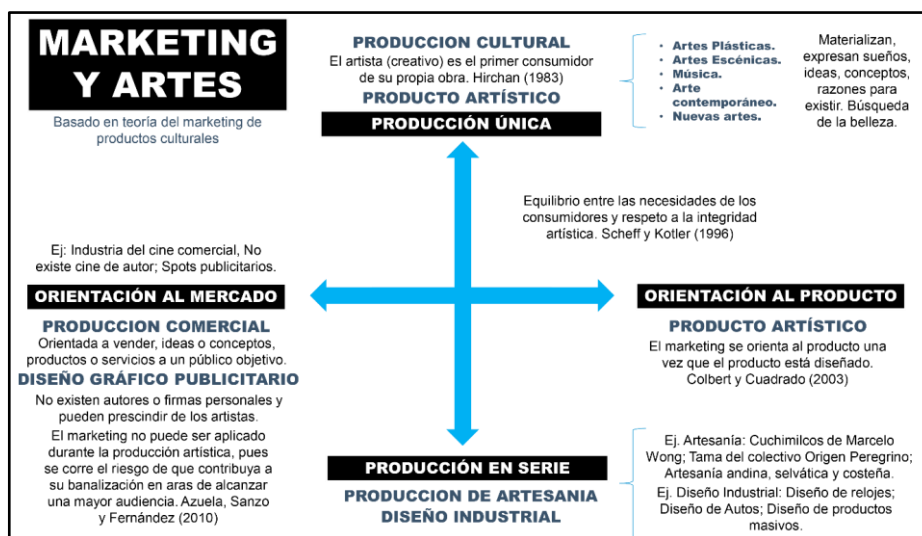 MARKETING
Y ARTES
Basado en teoría del marketing de
productos culturales
PRODUCCION CULTURAL
El artista (creativo) es el primer consumidor
de su propia obra. Hirchan (1983)
PRODUCTO ARTÍSTICO
PRODUCCIÓN ÚNICA
• Artes Plásticas.
• Artes Escénicas.
• Música.
• Arte
contemporáneo.
• Nuevas artes.
Materializan,
expresan sueños,
ideas, conceptos,
razones para
existir. Búsqueda
de la belleza.
Equilibrio entre las necesidades de los
consumidores y respeto a la integridad
artística. Scheff y Kotler (1996)
Ej: Industria del cine comercial, No
existe cine de autor; Spots publicitarios.
ORIENTACIÓN AL MERCADO
PRODUCCION COMERCIAL
Orientada a vender, ideas o conceptos,
productos o servicios a un público objetivo.
DISEÑO GRÁFICO PUBLICITARIO
No existen autores o firmas personales y
pueden prescindir de los artistas.
El marketing no puede ser aplicado
durante la producción artística, pues
se corre el riesgo de que contribuya a
su banalización en aras de alcanzar
una mayor audiencia. Azuela, Sanzo
y Fernández (2010)
ORIENTACIÓN AL PRODUCTO
PRODUCTO ARTÍSTICO
El marketing se orienta al producto una
vez que el producto está diseñado.
Colbert y Cuadrado (2003)
PRODUCCIÓN EN SERIE
PRODUCCION DE ARTESANIA
DISEÑO INDUSTRIAL
Ej. Artesanía: Cuchimilcos de Marcelo
Wong; Tama del colectivo Origen Peregrino;
Artesanía andina, selvática y costeña.
Ej. Diseño Industrial: Diseño de relojes;
Diseño de Autos; Diseño de productos
masivos.